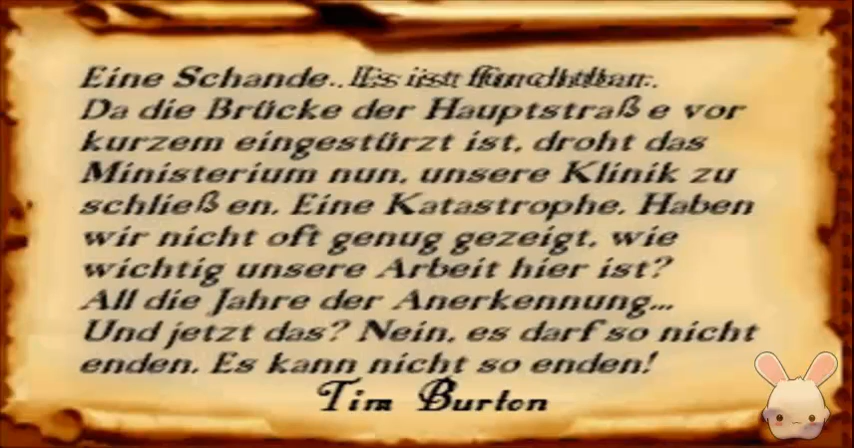 Eine Schande. Es ist furchtbar.
Da die Brücke der Hauptstraß e vor
kurzem eingestürzt ist, droht das
Ministerium nun, unsere Klinik zu
schließ en. Eine Katastrophe. Haben
wir nicht oft genug gezeigt, wie
wichtig unsere Arbeit hier ist?
All die Jahre der Anerkennung...
Und jetzt das? Nein, es darf so nicht
enden. Es kann nicht so enden!
Tim Burton